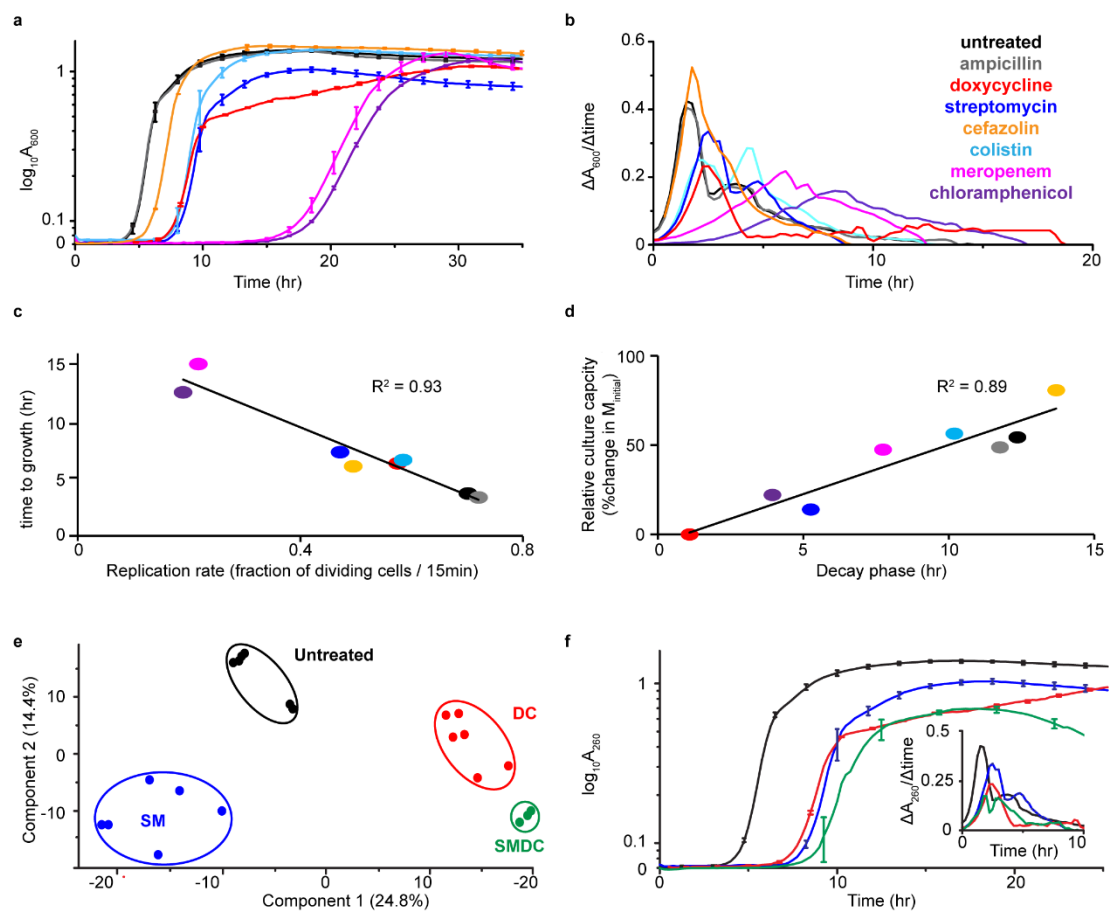 a
log₁₀A₆₀₀
1
0.1
0
0 10 20 30
Time (hr)
b
ΔA₆₀₀/Δtime
0.6
0.4
0.2
0
0 5 10 15 20
Time (hr)
untreated
ampicillin
doxycycline
streptomycin
cefazolin
colistin
meropenem
chloramphenicol
c
time to growth (hr)
15
10
5
0
R² = 0.93
0 0.4 0.8
Replication rate (fraction of dividing cells / 15min)
d
Relative culture capcity
(%change in Minitial)
100
50
0
R² = 0.89
0 5 10 15
Decay phase (hr)
e
Component 2 (14.4%)
10
0
-10
Untreated
DC
SM
SMDC
-20 -10 0 10 -20
Component 1 (24.8%)
f
log₁₀A₂₆₀
1
0.1
0
0 10 20
Time (hr)
ΔA₂₆₀/Δtime
0.5
0.25
0
0 10
Time (hr)